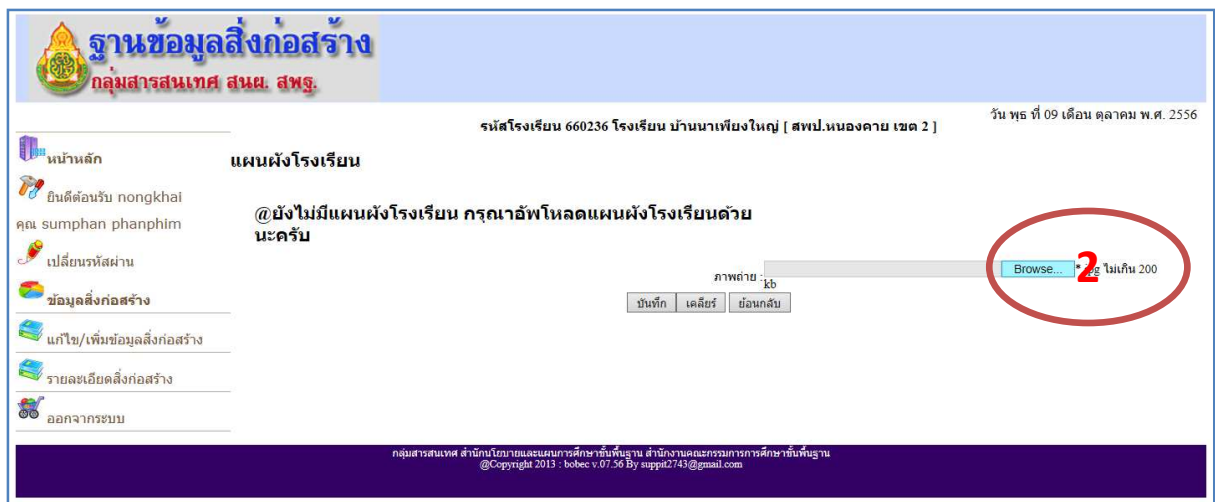 ฐานข้อมูลสิ่งก่อสร้าง
กลุ่มสารสนเทศ สนผ. สพฐ.
วัน พุธ ที่ 09 เดือน ตุลาคม พ.ศ. 2556
รหัสโรงเรียน 660236 โรงเรียน บ้านนาเพียงใหญ่ [ สพป.หนองคาย เขต 2 ]
หน้าหลัก
ยินดีต้อนรับ nongkhai
คุณ sumphan phanphim
เปลี่ยนรหัสผ่าน
ข้อมูลสิ่งก่อสร้าง
แก้ไข/เพิ่มข้อมูลสิ่งก่อสร้าง
รายละเอียดสิ่งก่อสร้าง
ออกจากระบบ
แผนผังโรงเรียน
@ยังไม่มีแผนผังโรงเรียน กรุณาอัพโหลดแผนผังโรงเรียนด้วย
นะครับ
ภาพถ่าย : Browse... 2 * jpg ไม่เกิน 200
kb
บันทึก เคลียร์ ย้อนกลับ
กลุ่มสารสนเทศ สำนักนโยบายและแผนการศึกษาขั้นพื้นฐาน สำนักงานคณะกรรมการการศึกษาขั้นพื้นฐาน
@Copyright 2013 : bobec v.07.56 By suppit2743@gmail.com